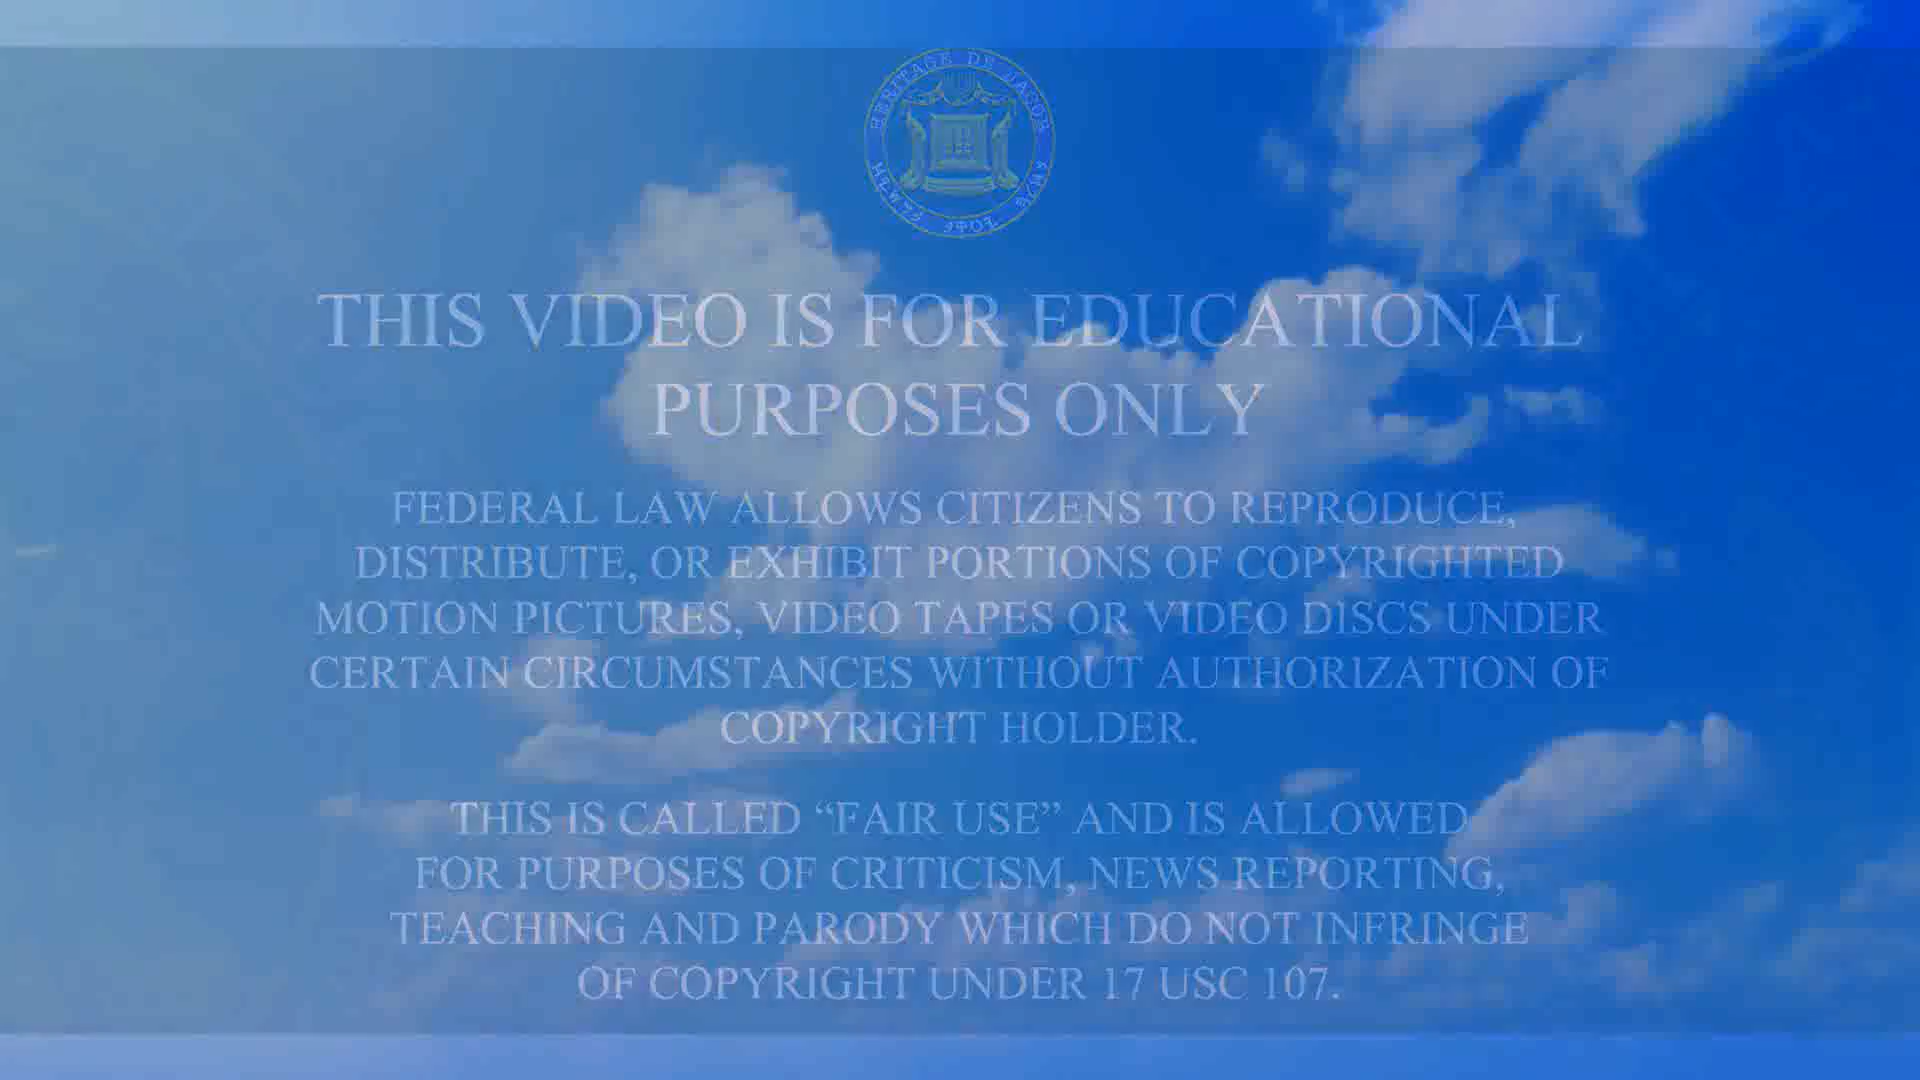 HERITAGE DE JACOB
THIS VIDEO IS FOR EDUCATIONAL
PURPOSES ONLY
FEDERAL LAW ALLOWS CITIZENS TO REPRODUCE,
DISTRIBUTE, OR EXHIBIT PORTIONS OF COPYRIGHTED
MOTION PICTURES, VIDEO TAPES OR VIDEO DISCS UNDER
CERTAIN CIRCUMSTANCES WITHOUT AUTHORIZATION OF
COPYRIGHT HOLDER.
THIS IS CALLED “FAIR USE” AND IS ALLOWED
FOR PURPOSES OF CRITICISM, NEWS REPORTING,
TEACHING AND PARODY WHICH DO NOT INFRINGE
OF COPYRIGHT UNDER 17 USC 107.